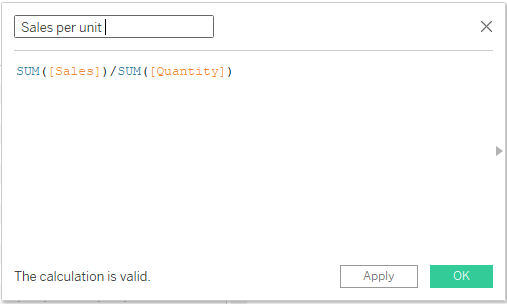 Sales per unit
SUM([Sales])/SUM([Quantity])
The calculation is valid.
Apply
OK